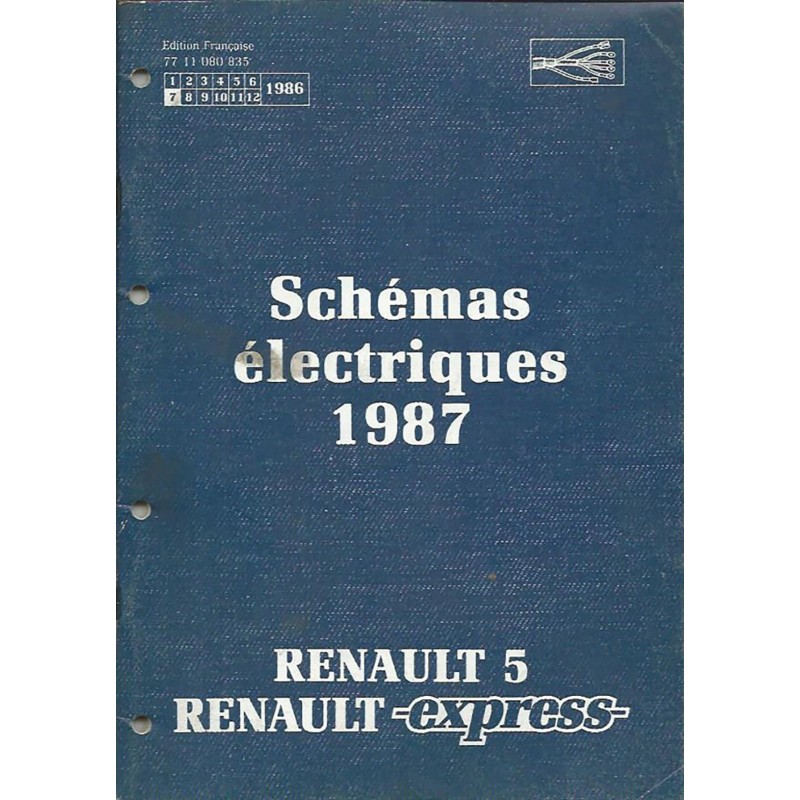 Edition Française
77 11 080 835
1 2 3 4 5 6
7 8 9 10 11 12
1986
Schémas
électriques
1987
RENAULT 5
RENAULT -express-